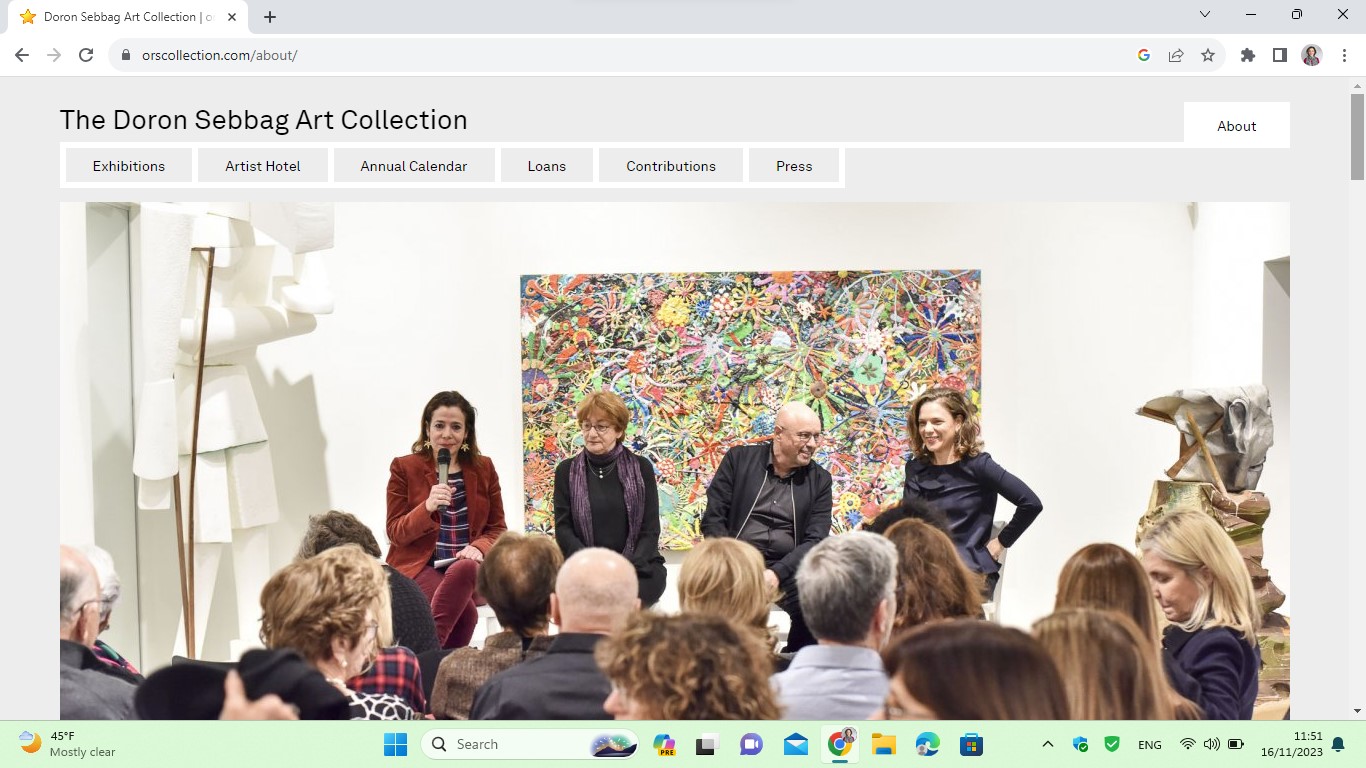 Doron Sebbag Art Collection | o
orscollection.com/about/
The Doron Sebbag Art Collection
About
Exhibitions
Artist Hotel
Annual Calendar
Loans
Contributions
Press
45°F
Mostly clear
Search
PRE
ENG
11:51
16/11/2023